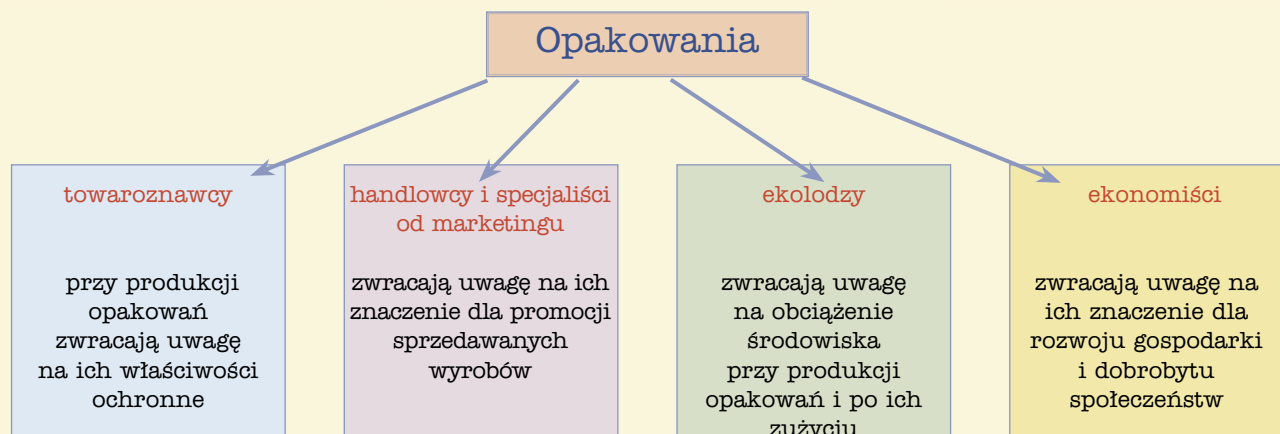 Opakowania
towaroznawcy
przy produkcji
opakowań
zwracają uwagę
na ich właściwości
ochronne
handlowcy i specjaliści
od marketingu
zwracają uwagę na ich
znaczenie dla promocji
sprzedawanych
wyrobów
ekolodzy
zwracają uwagę
na obciążenie
środowiska
przy produkcji
opakowań i po ich
zużyciu
ekonomiści
zwracają uwagę na
ich znaczenie dla
rozwoju gospodarki
i dobrobytu
społeczeństw